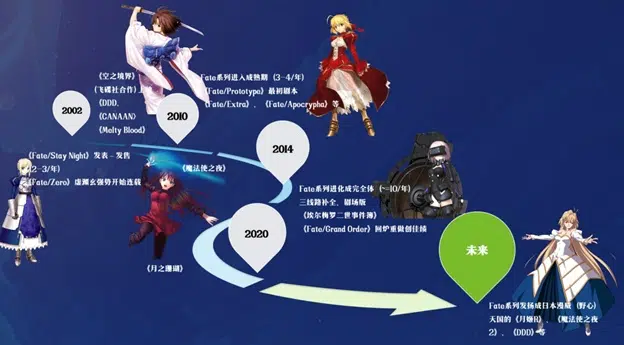 2002
《空之境界》
(飞碟社合作)上映
《DDD》
《CANAAN》
《Melty Blood》
《Fate/Stay Night》发表 – 发售
(2-3/年)
《Fate/Zero》虚渊玄强势开始连载
2010
Fate系列进入成熟期 (3-4/年)
《Fate/Prototype》最初剧本
《Fate/Extra》、《Fate/Apocrypha》等
《魔法使之夜》
《月之珊瑚》
2014
Fate系列进化成完全体 (~10/年)
三线路补全、剧场版
《埃尔梅罗二世事件簿》
《Fate/Grand Order》回炉重做创佳绩
2020
未来
Fate系列发扬成日本漫威 (野心)
天国的《月姬R》、《魔法使之夜
2》、《DDD》等